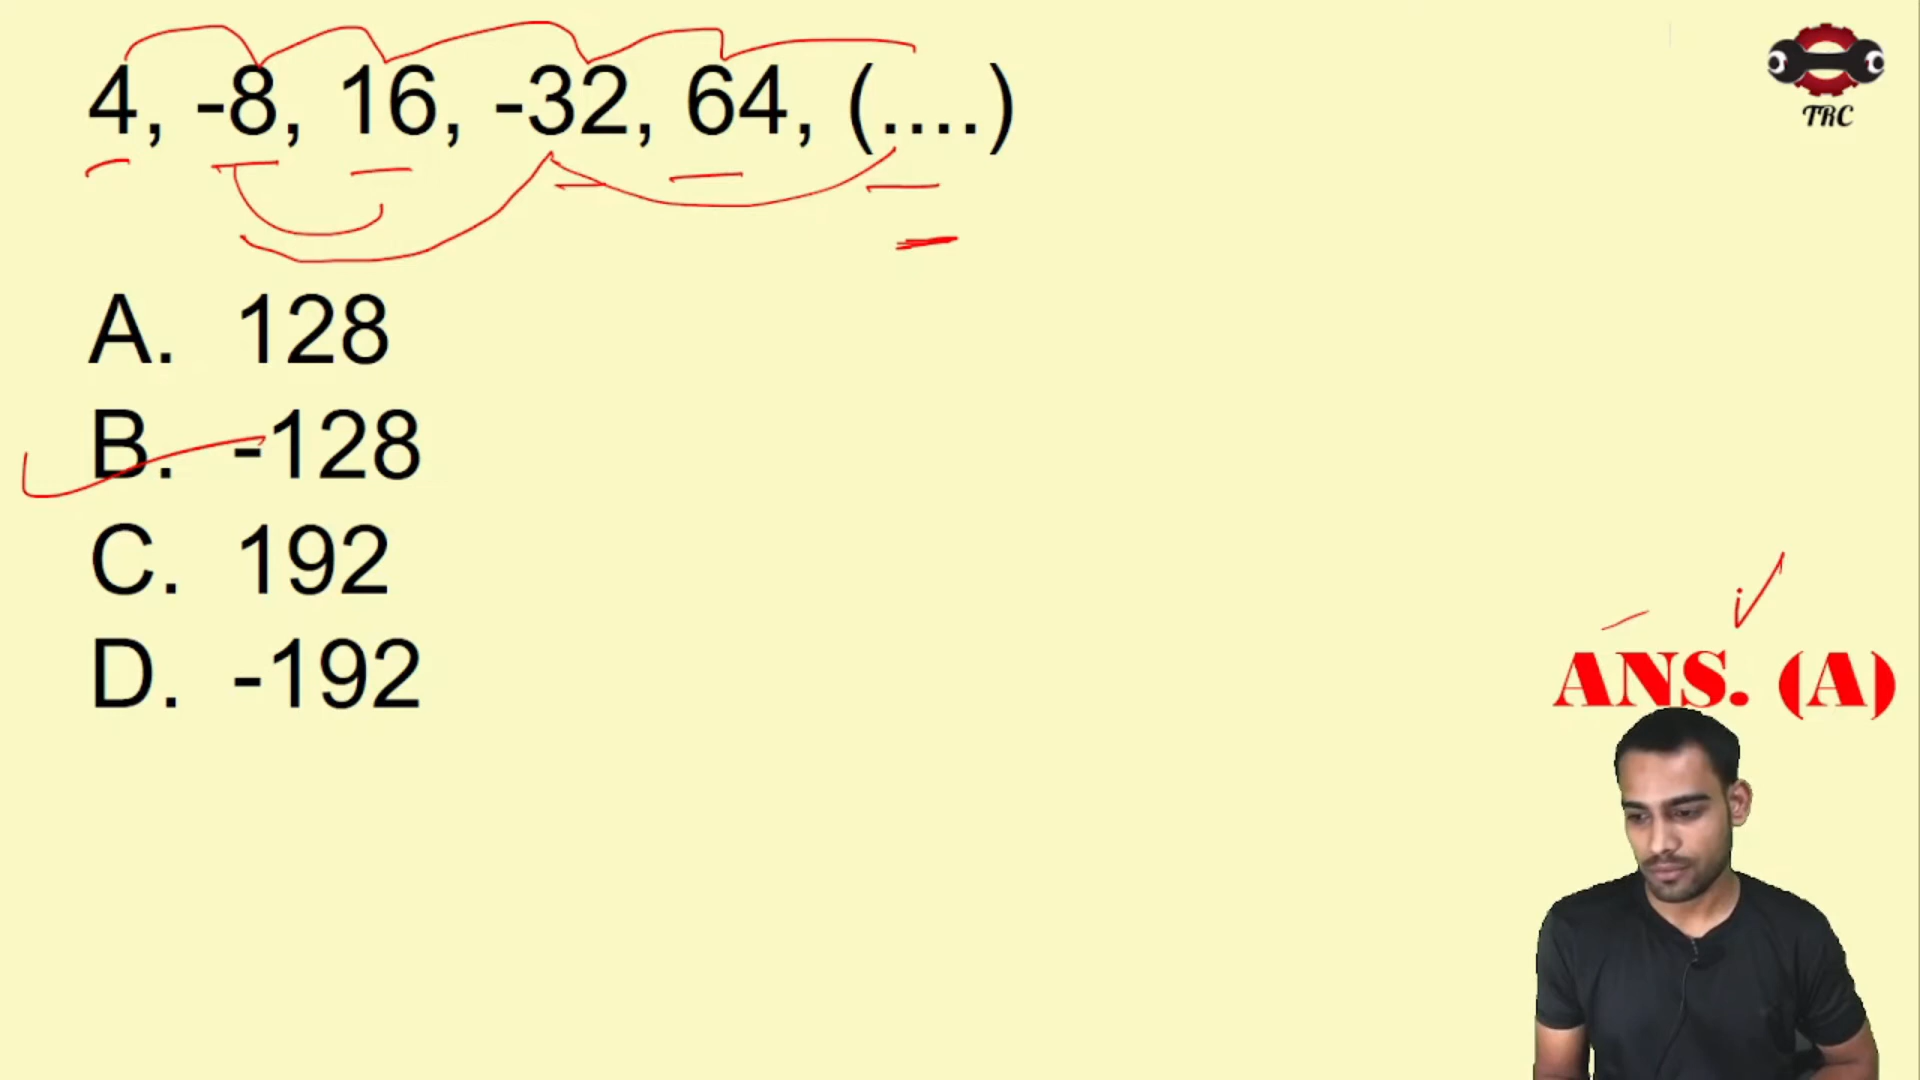 4, -8, 16, -32, 64, (....)
TRC
A. 128
B. -128
C. 192
D. -192
ANS. (A)